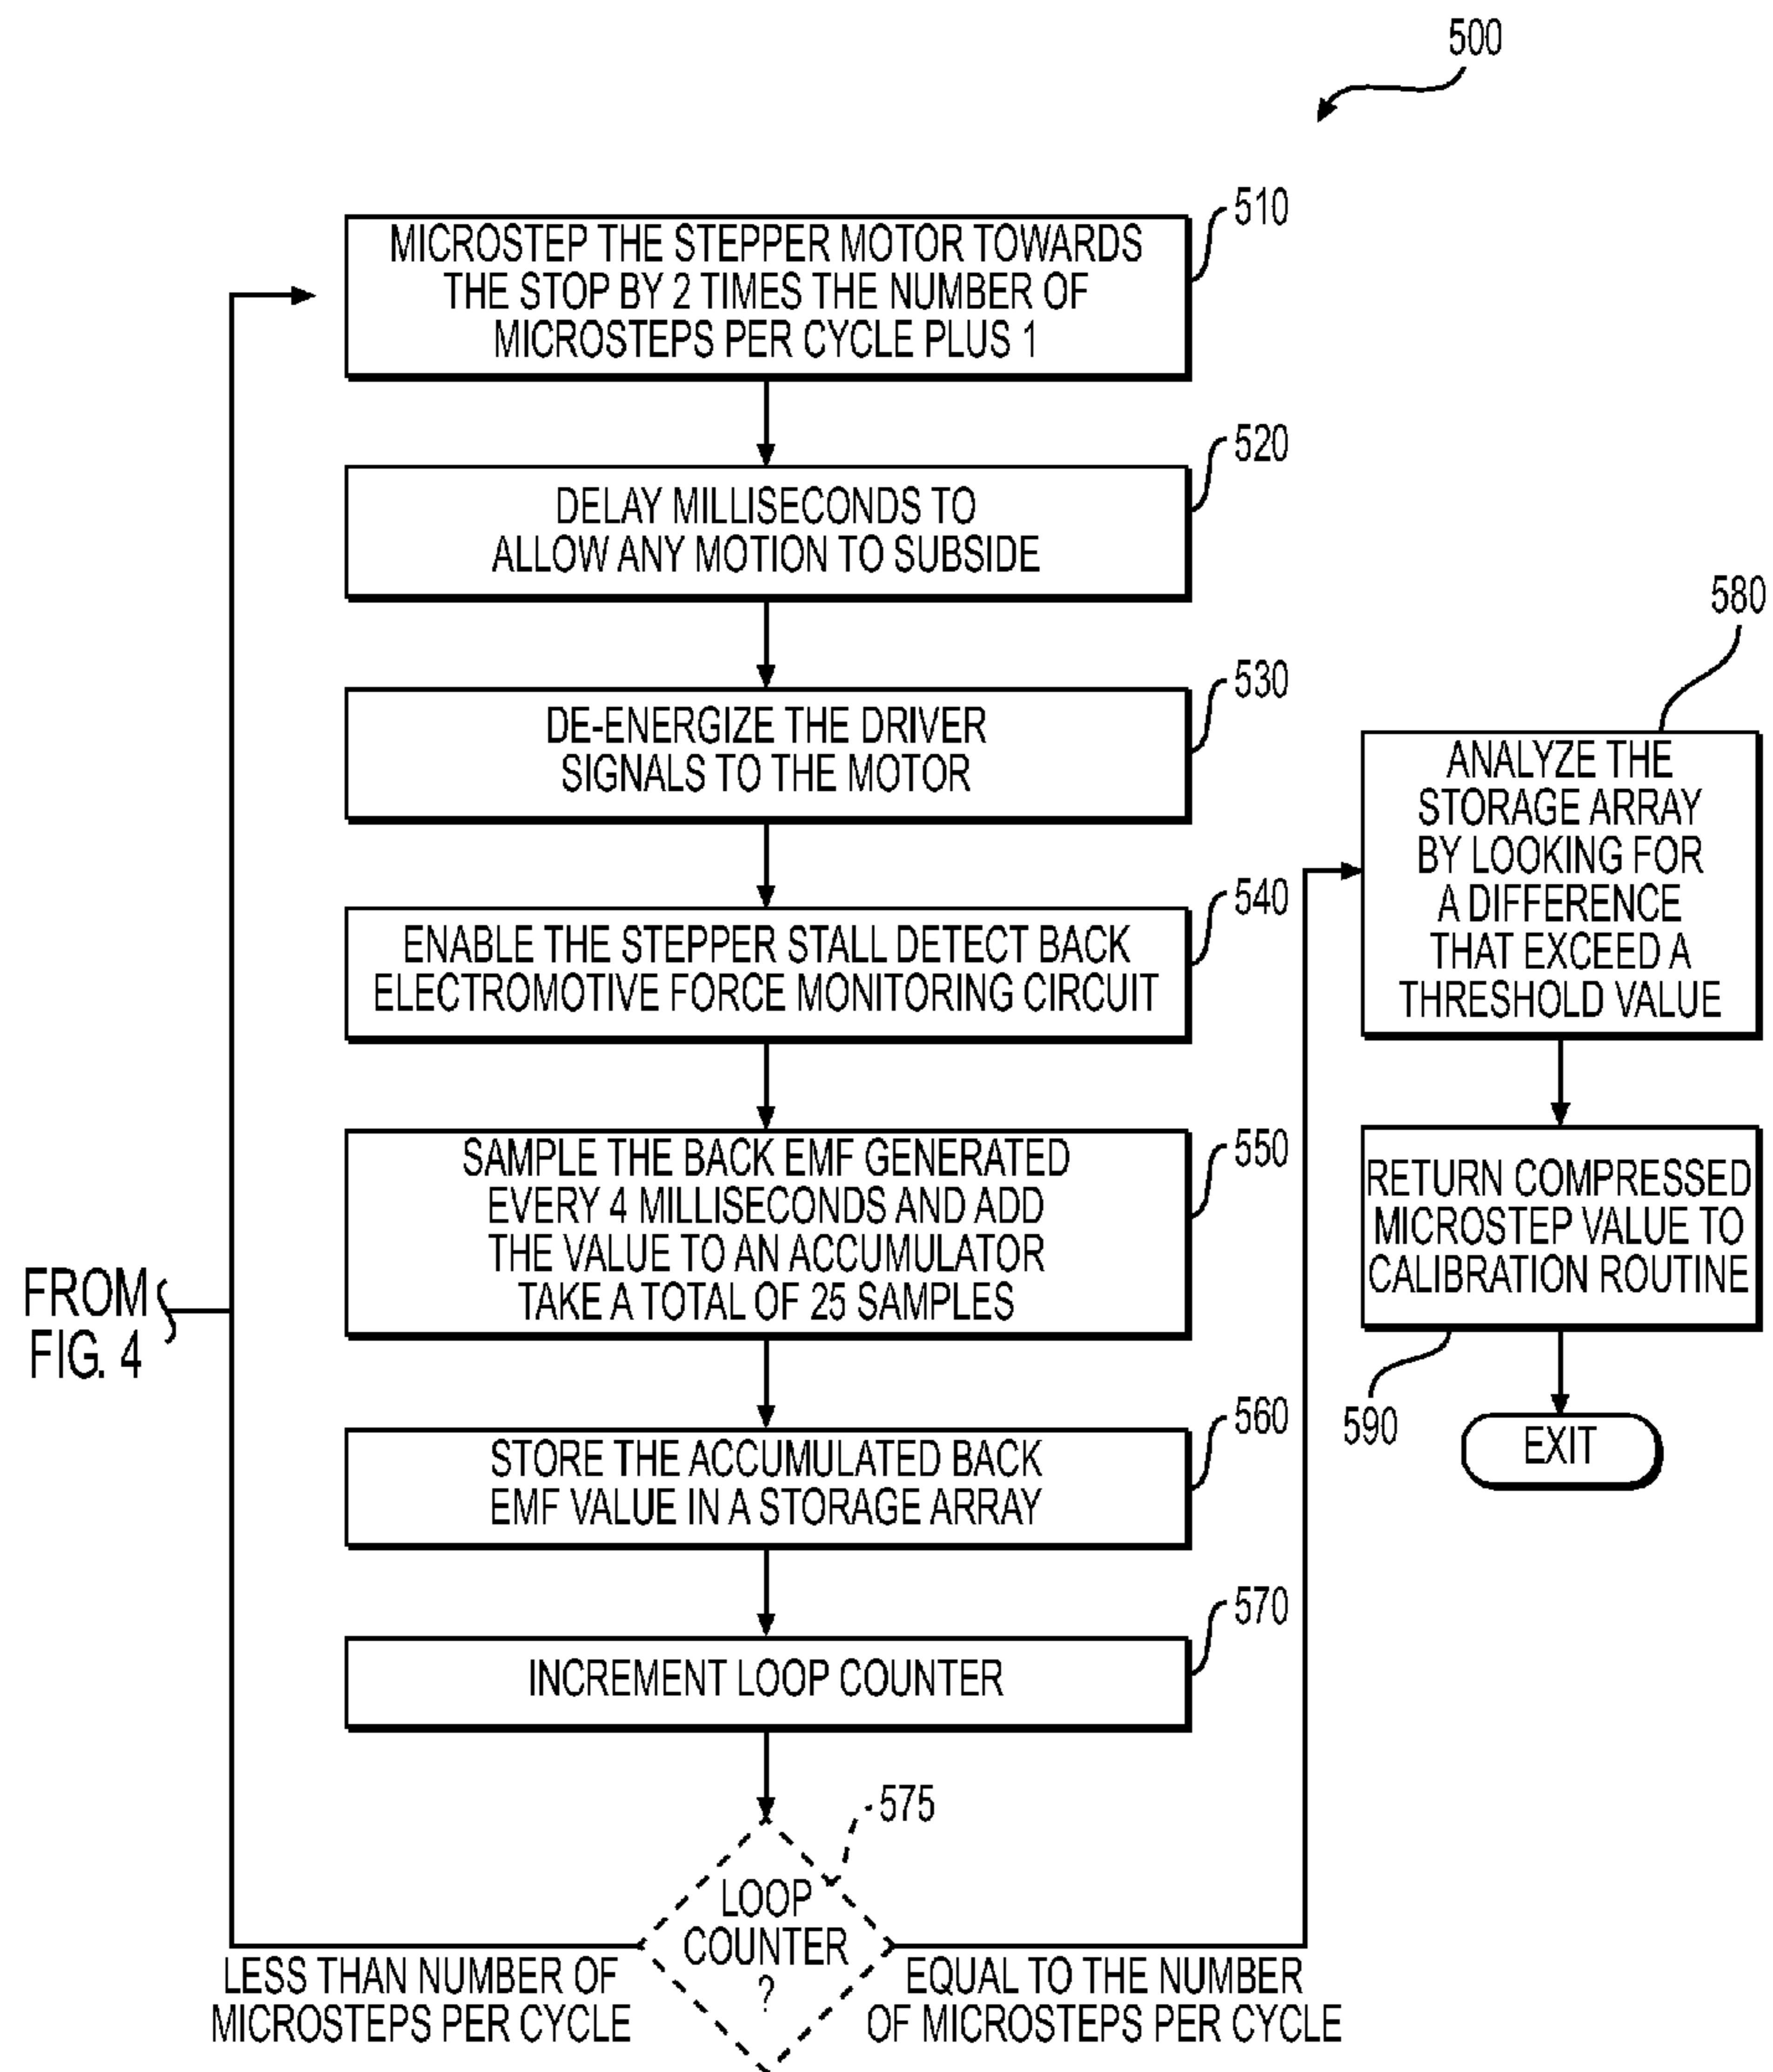 500
510
MICROSTEP THE STEPPER MOTOR TOWARDS
THE STOP BY 2 TIMES THE NUMBER OF
MICROSTEPS PER CYCLE PLUS 1
520
DELAY MILLISECONDS TO
ALLOW ANY MOTION TO SUBSIDE
530
DE-ENERGIZE THE DRIVER
SIGNALS TO THE MOTOR
540
ENABLE THE STEPPER STALL DETECT BACK
ELECTROMOTIVE FORCE MONITORING CIRCUIT
550
SAMPLE THE BACK EMF GENERATED
EVERY 4 MILLISECONDS AND ADD
THE VALUE TO AN ACCUMULATOR
TAKE A TOTAL OF 25 SAMPLES
FROM
FIG. 4
560
STORE THE ACCUMULATED BACK
EMF VALUE IN A STORAGE ARRAY
570
INCREMENT LOOP COUNTER
575
LOOP
COUNTER
?
LESS THAN NUMBER OF
MICROSTEPS PER CYCLE
EQUAL TO THE NUMBER
OF MICROSTEPS PER CYCLE
580
ANALYZE THE
STORAGE ARRAY
BY LOOKING FOR
A DIFFERENCE
THAT EXCEED A
THRESHOLD VALUE
RETURN COMPRESSED
MICROSTEP VALUE TO
CALIBRATION ROUTINE
590
EXIT